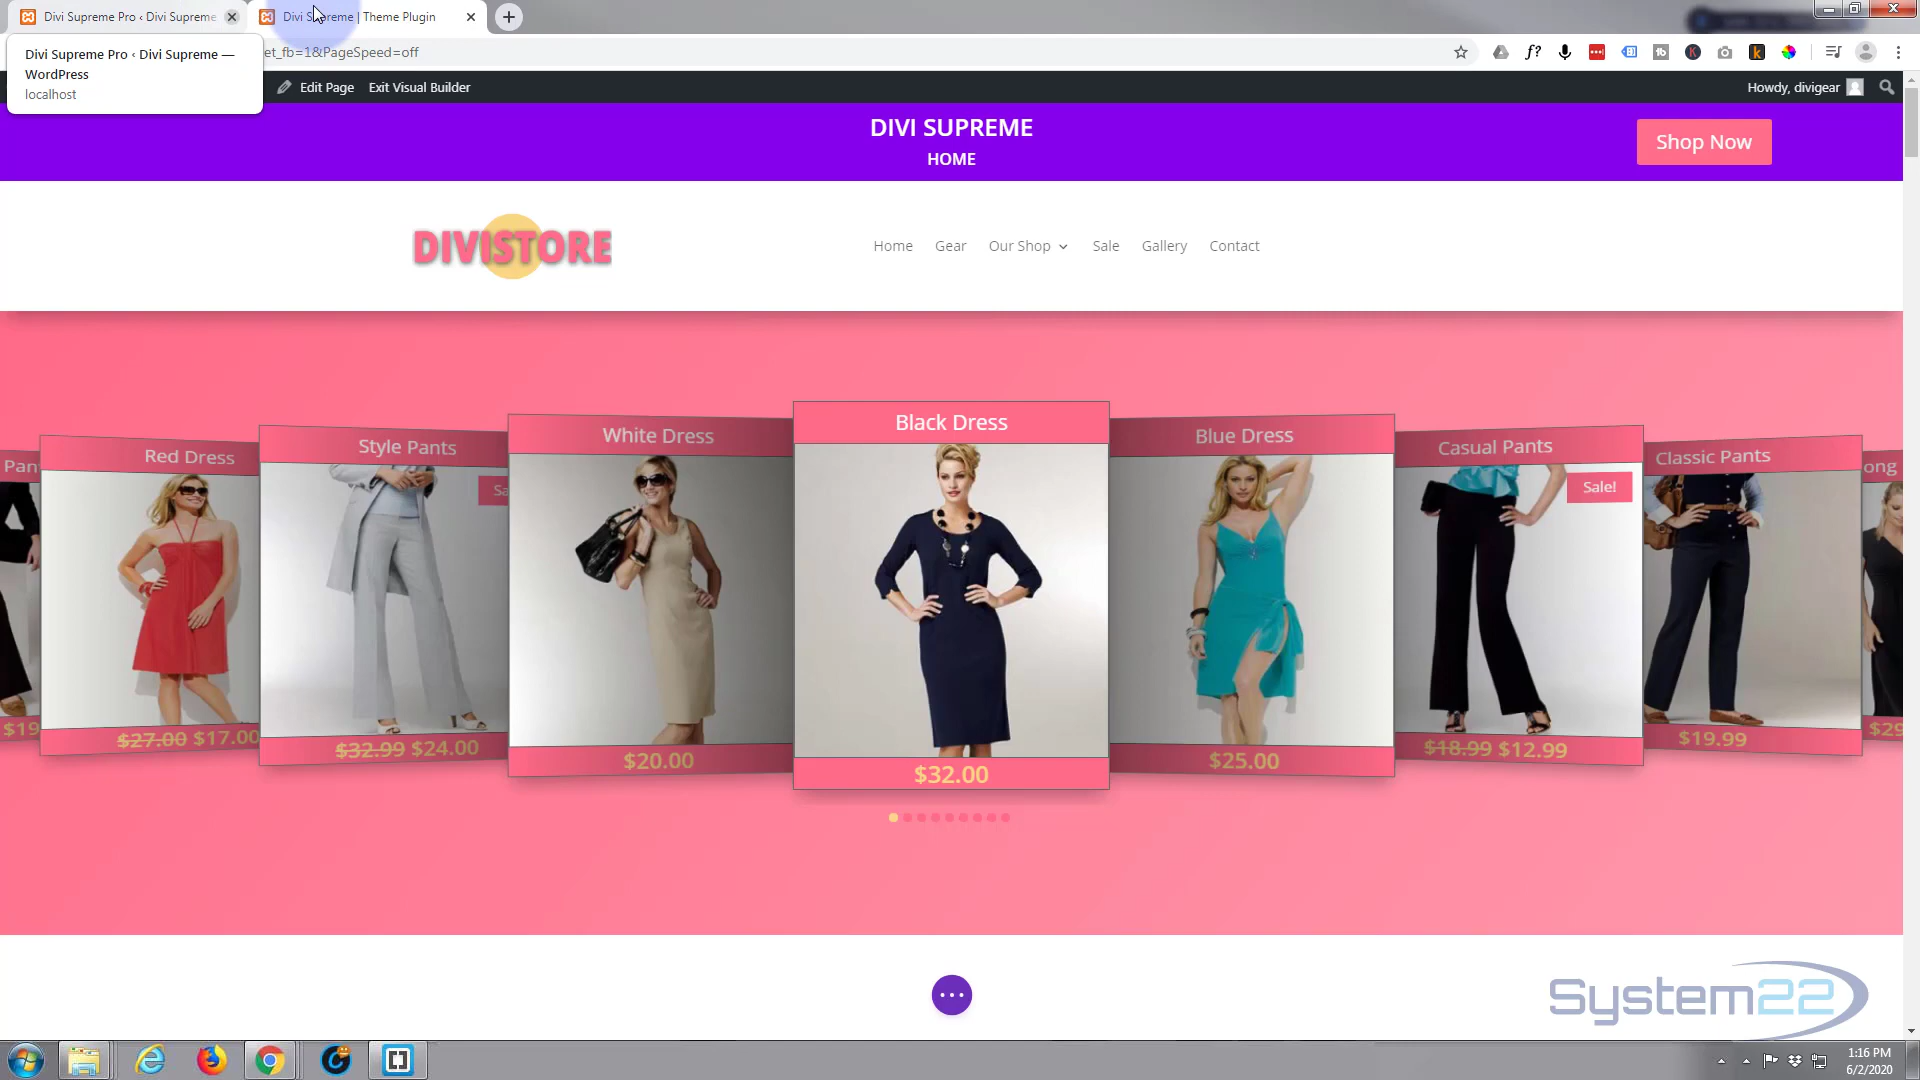 Divi Supreme Pro ‹ Divi Supreme
Divi Supreme | Theme Plugin
Divi Supreme Pro ‹ Divi Supreme —
WordPress
localhost
et_fb=1&PageSpeed=off
Edit Page
Exit Visual Builder
Howdy, divigear
DIVI SUPREME
HOME
Shop Now
DIVISTORE
Home
Gear
Our Shop
Sale
Gallery
Contact
Red Dress
Style Pants
White Dress
Black Dress
Blue Dress
Casual Pants
Classic Pants
Sale!
$27.00 $17.00
$32.99 $24.00
$20.00
$32.00
$25.00
$18.99 $12.99
$19.99
System22
1:16 PM
6/2/2020